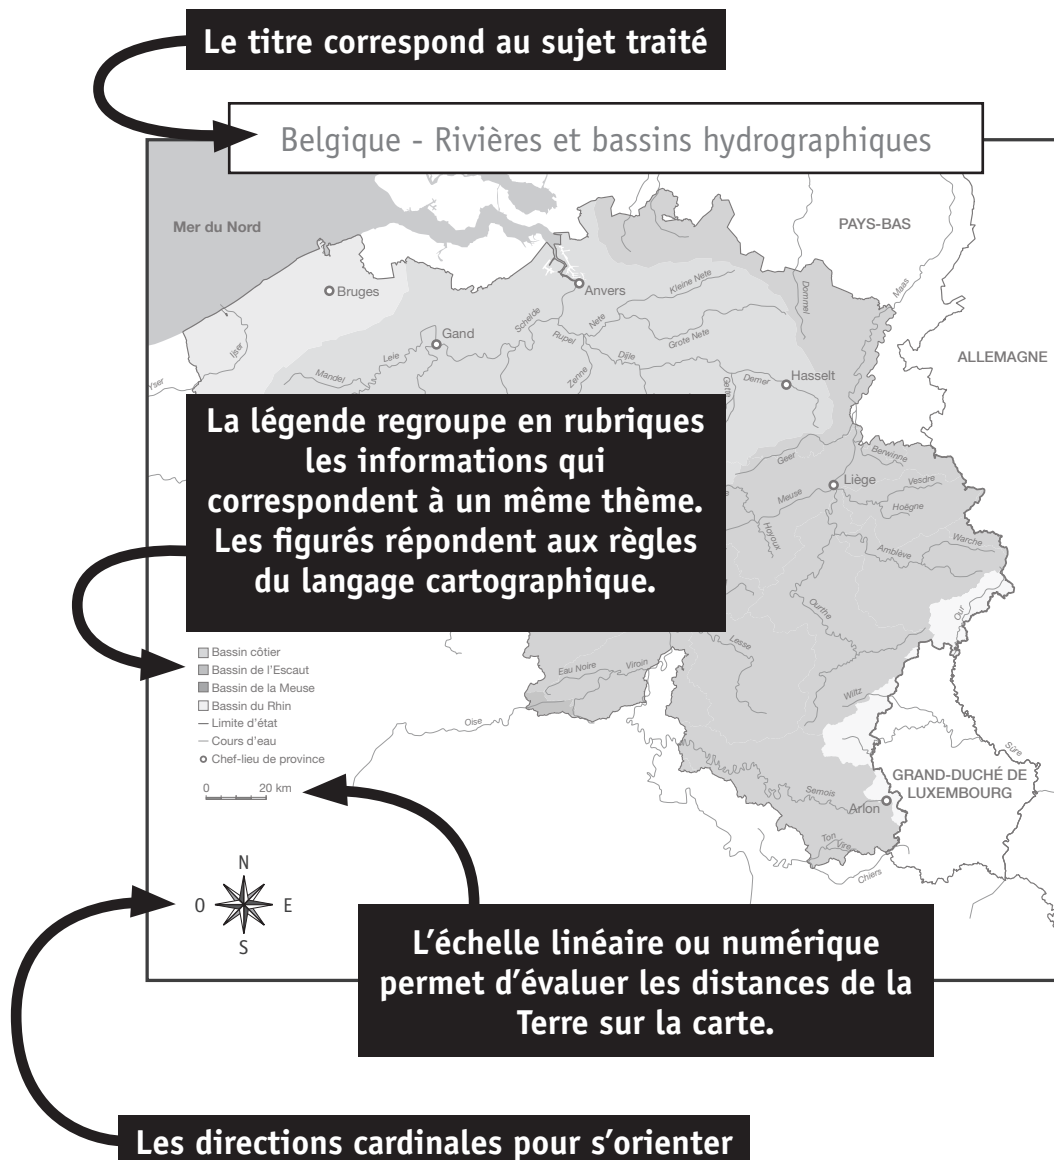 Le titre correspond au sujet traité
Belgique - Rivières et bassins hydrographiques
Mer du Nord
PAYS-BAS
Bruges
Anvers
Kleine Nete
Dommel
Maas
Gand
Schelde
Nete
Rupel
Grote Nete
ALLEMAGNE
Ijser
Yser
Leie
Mandel
Zenne
Dijle
Gette
Demer
Hasselt
La légende regroupe en rubriques
les informations qui
correspondent à un même thème.
Les figurés répondent aux règles
du langage cartographique.
Geer
Berwinne
Meuse
Liège
Vesdre
Hoëgne
Hoyoux
Amblève
Warche
Ourthe
Our
Lesse
Eau Noire
Viroin
Wiltz
Oise
Sûre
Bassin côtier
Bassin de l'Escaut
Bassin de la Meuse
Bassin du Rhin
Limite d'état
Cours d'eau
Chef-lieu de province
0 20 km
GRAND-DUCHÉ DE
LUXEMBOURG
Semois
Arlon
Ton
Vire
Chiers
N
O E
S
L'échelle linéaire ou numérique
permet d'évaluer les distances de la
Terre sur la carte.
Les directions cardinales pour s'orienter